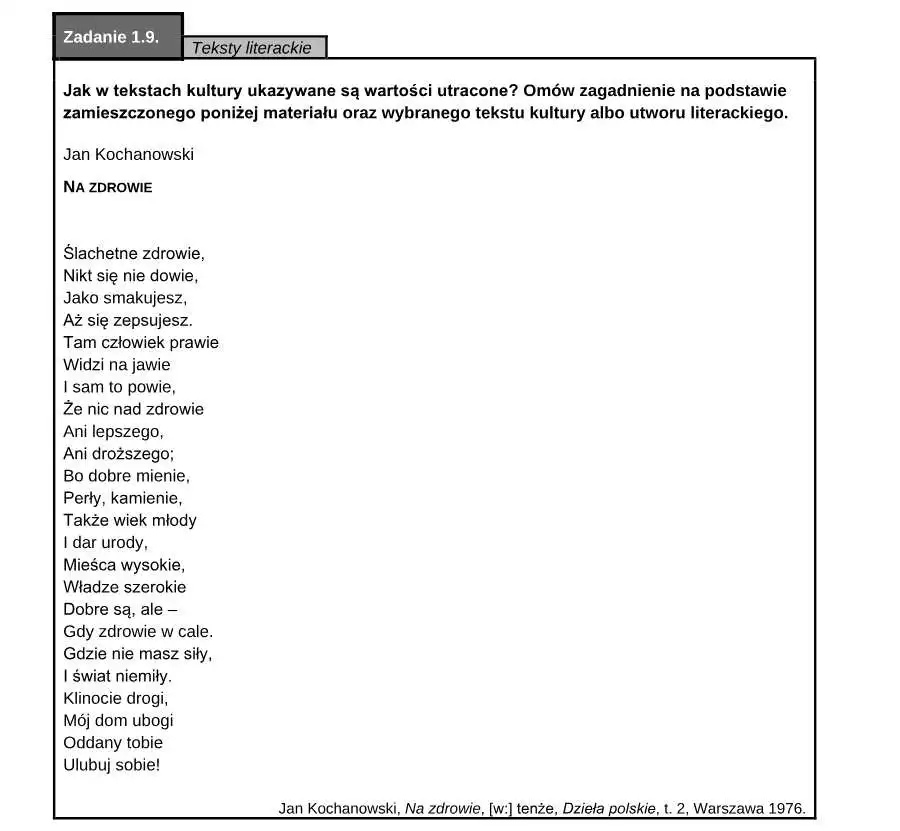 Zadanie 1.9.
Teksty literackie
Jak w tekstach kultury ukazywane są wartości utracone? Omów zagadnienie na podstawie
zamieszczonego poniżej materiału oraz wybranego tekstu kultury albo utworu literackiego.
Jan Kochanowski
NA ZDROWIE
Ślachetne zdrowie,
Nikt się nie dowie,
Jako smakujesz,
Aż się zepsujesz.
Tam człowiek prawie
Widzi na jawie
I sam to powie,
Że nic nad zdrowie
Ani lepszego,
Ani droższego;
Bo dobre mienie,
Perły, kamienie,
Także wiek młody
I dar urody,
Mieśca wysokie,
Władze szerokie
Dobre są, ale –
Gdy zdrowie w cale.
Gdzie nie masz siły,
I świat niemiły.
Klinocie drogi,
Mój dom ubogi
Oddany tobie
Ulubuj sobie!
Jan Kochanowski, Na zdrowie, [w:] tenże, Dzieła polskie, t. 2, Warszawa 1976.